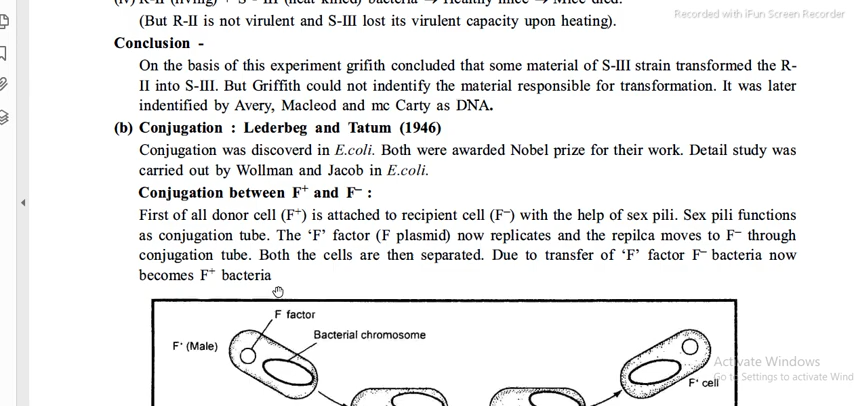 Recorded with iFun Screen Recorder
(But R-II is not virulent and S-III lost its virulent capacity upon heating).
Conclusion -
On the basis of this experiment grifith concluded that some material of S-III strain transformed the R-
II into S-III. But Griffith could not indentify the material responsible for transformation. It was later
indentified by Avery, Macleod and mc Carty as DNA.
(b) Conjugation : Lederbeg and Tatum (1946)
Conjugation was discoverd in E.coli. Both were awarded Nobel prize for their work. Detail study was
carried out by Wollman and Jacob in E.coli.
Conjugation between F⁺ and F⁻ :
First of all donor cell (F⁺) is attached to recipient cell (F⁻) with the help of sex pili. Sex pili functions
as conjugation tube. The ‘F’ factor (F plasmid) now replicates and the repilca moves to F⁻ through
conjugation tube. Both the cells are then separated. Due to transfer of ‘F’ factor F⁻ bacteria now
becomes F⁺ bacteria
F factor
Bacterial chromosome
F⁺ (Male)
F⁺ cell
Activate Windows
Go to Settings to activate Wind